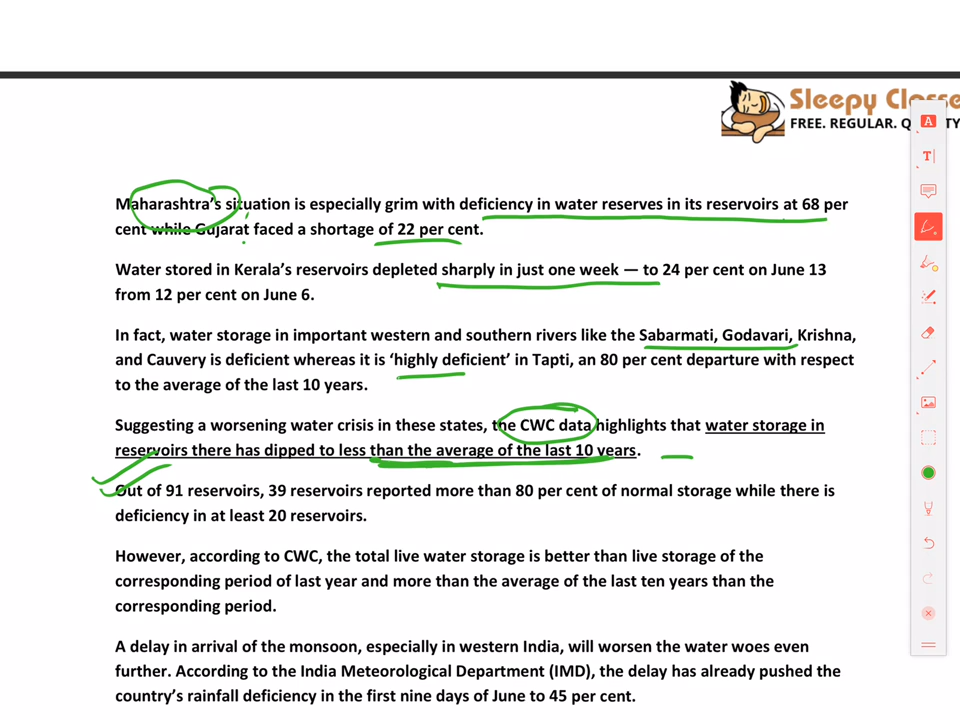 Sleepy Classe
FREE. REGULAR. Q TY
A
T
Maharashtra's situation is especially grim with deficiency in water reserves in its reservoirs at 68 per
cent while Gujarat faced a shortage of 22 per cent.
Water stored in Kerala's reservoirs depleted sharply in just one week — to 24 per cent on June 13
from 12 per cent on June 6.
In fact, water storage in important western and southern rivers like the Sabarmati, Godavari, Krishna,
and Cauvery is deficient whereas it is ‘highly deficient’ in Tapti, an 80 per cent departure with respect
to the average of the last 10 years.
Suggesting a worsening water crisis in these states, the CWC data highlights that water storage in
reservoirs there has dipped to less than the average of the last 10 years.
Out of 91 reservoirs, 39 reservoirs reported more than 80 per cent of normal storage while there is
deficiency in at least 20 reservoirs.
However, according to CWC, the total live water storage is better than live storage of the
corresponding period of last year and more than the average of the last ten years than the
corresponding period.
A delay in arrival of the monsoon, especially in western India, will worsen the water woes even
further. According to the India Meteorological Department (IMD), the delay has already pushed the
country's rainfall deficiency in the first nine days of June to 45 per cent.